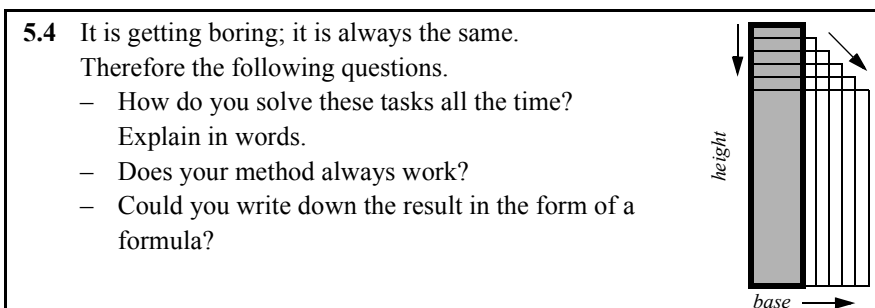 5.4 It is getting boring; it is always the same.
Therefore the following questions.
– How do you solve these tasks all the time?
Explain in words.
– Does your method always work?
– Could you write down the result in the form of a
formula?
height
base